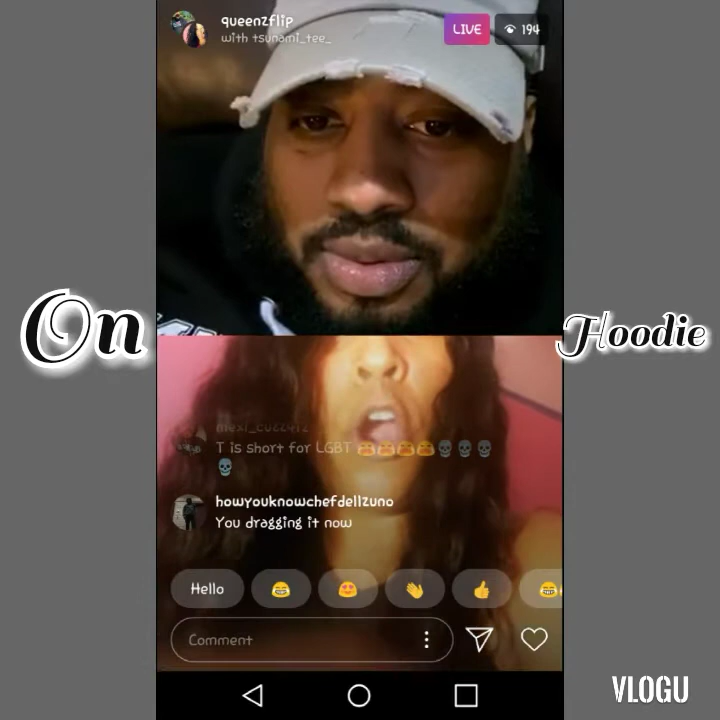 queenzflip
with tsunami_tee_
LIVE
194
On
Hoodie
T is short for LGBT 😫😫😫😫💀💀💀
💀
howyouknowchefdellzuno
You dragging it now
Hello 😂 😍 👏 👍 😁
Comment
VLOGU